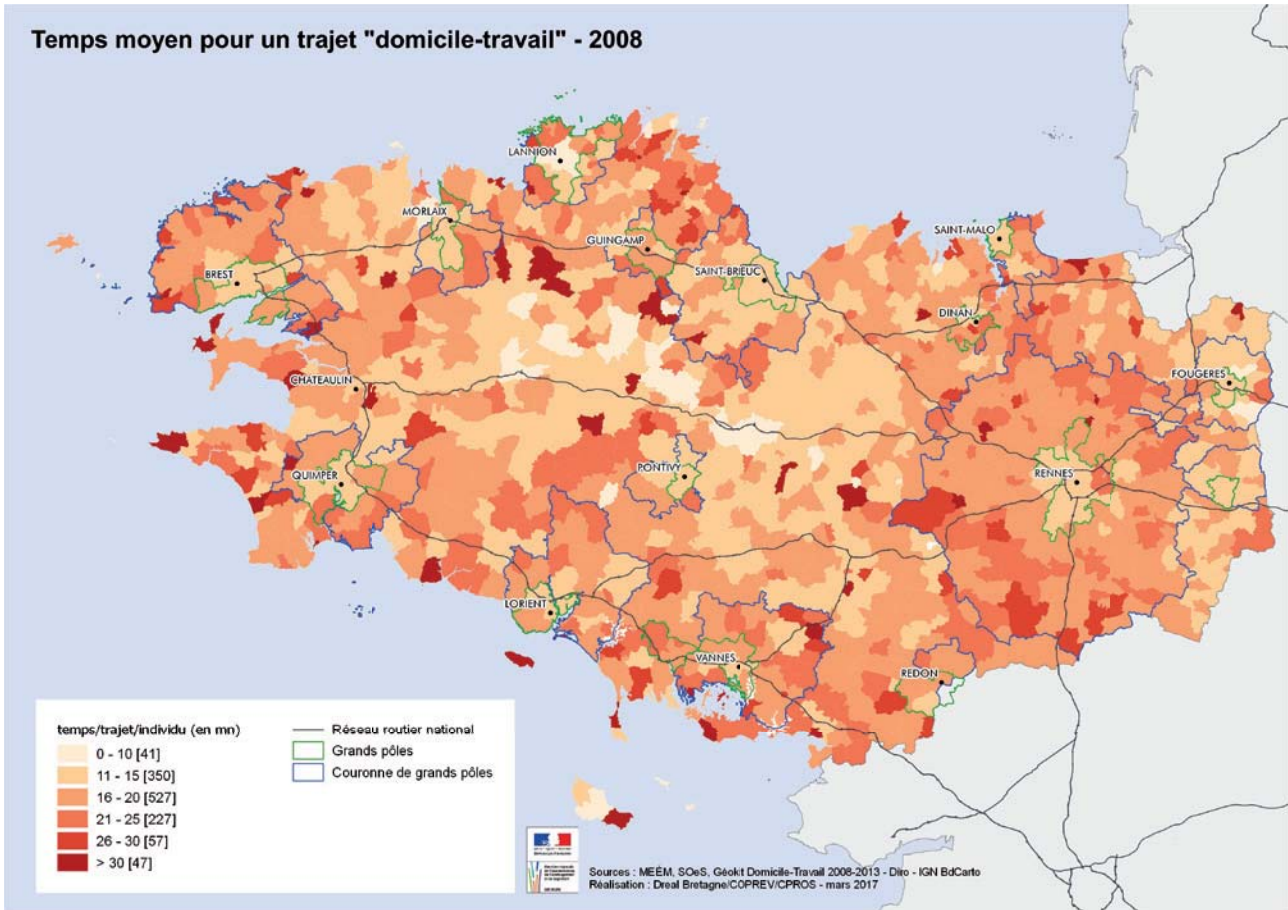 Temps moyen pour un trajet "domicile-travail" - 2008
LANNION
MORLAIX
GUINGAMP
SAINT-MALO
BREST
SAINT-BRIEUC
DINAN
CHATEAULIN
FOUGERES
QUIMPER
PONTIVY
RENNES
LORIENT
VANNES
REDON
temps/trajet/individu (en mn)
0 - 10 [41]
11 - 15 [350]
16 - 20 [527]
21 - 25 [227]
26 - 30 [57]
> 30 [47]
Réseau routier national
Grands pôles
Couronne de grands pôles
Sources : MEÉM, SOeS, Géokit Domicile-Travail 2008-2013 - Diro - IGN BdCarto
Réalisation : Dreal Bretagne/COPREV/CPROS - mars 2017